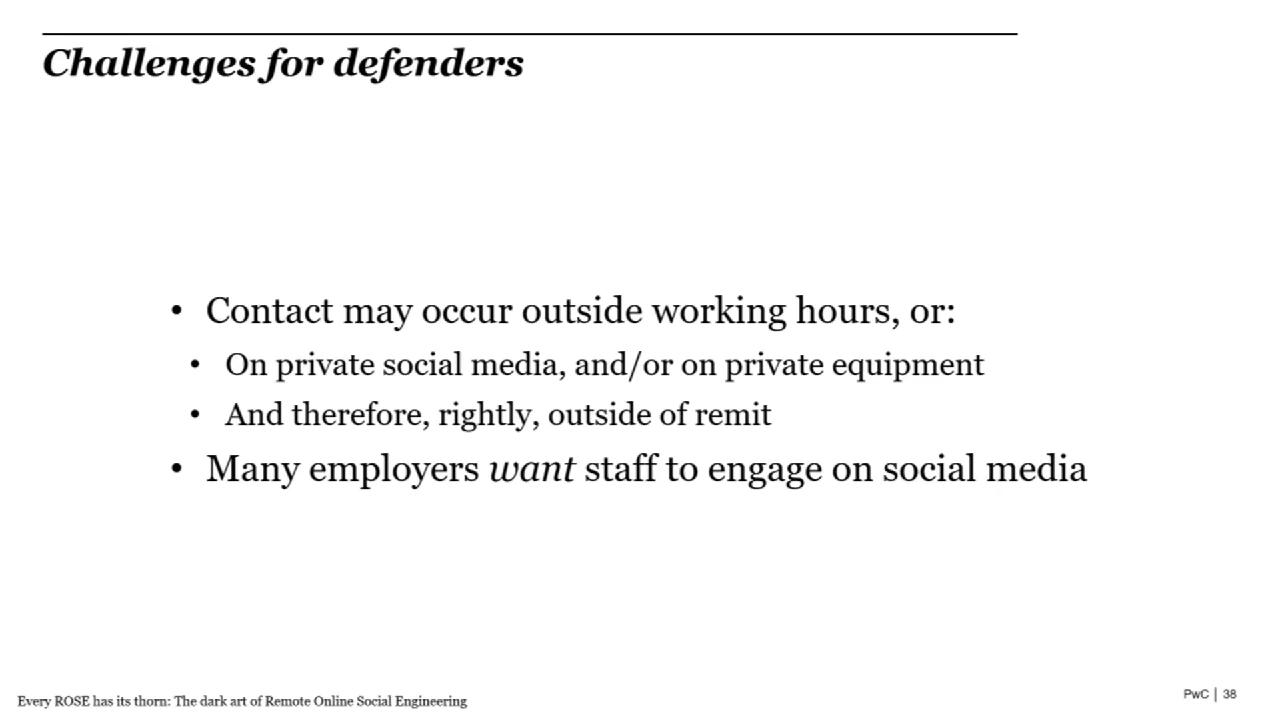 Challenges for defenders
• Contact may occur outside working hours, or:
• On private social media, and/or on private equipment
• And therefore, rightly, outside of remit
• Many employers want staff to engage on social media
Every ROSE has its thorn: The dark art of Remote Online Social Engineering
PwC | 38